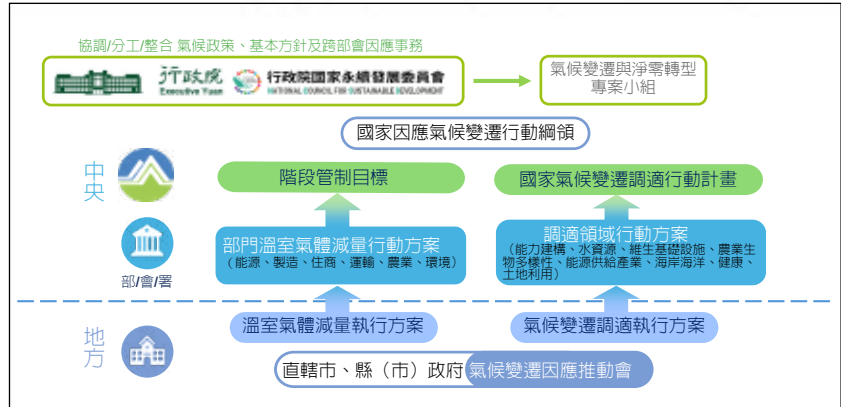 協調/分工/整合 氣候政策、基本方針及跨部會因應事務
行政院
Executive Yuan
行政院國家永續發展委員會
NATIONAL COUNCIL FOR SUSTAINABLE DEVELOPMENT
氣候變遷與淨零轉型
專案小組
國家因應氣候變遷行動綱領
中央
階段管制目標
國家氣候變遷調適行動計畫
部/會/署
部門溫室氣體減量行動方案
（能源、製造、住商、運輸、農業、環境）
調適領域行動方案
（能力建構、水資源、維生基礎設施、農業生
物多樣性、能源供給產業、海岸海洋、健康、
土地利用）
地方
溫室氣體減量執行方案
氣候變遷調適執行方案
直轄市、縣（市）政府 氣候變遷因應推動會